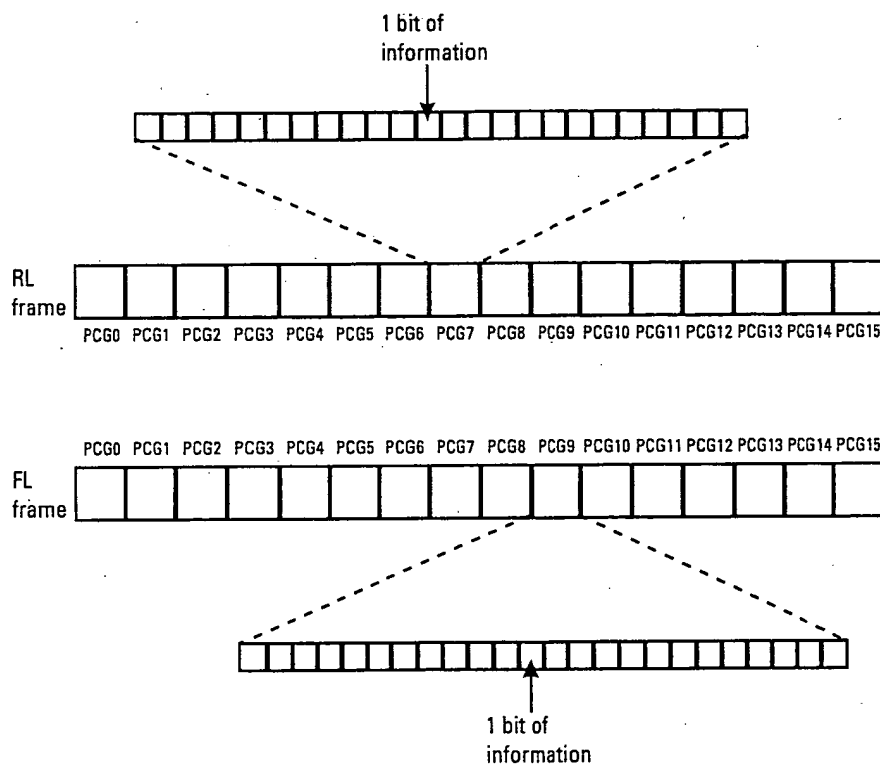 1 bit of
information
RL
frame
PCG0 PCG1 PCG2 PCG3 PCG4 PCG5 PCG6 PCG7 PCG8 PCG9 PCG10 PCG11 PCG12 PCG13 PCG14 PCG15
PCG0 PCG1 PCG2 PCG3 PCG4 PCG5 PCG6 PCG7 PCG8 PCG9 PCG10 PCG11 PCG12 PCG13 PCG14 PCG15
FL
frame
1 bit of
information